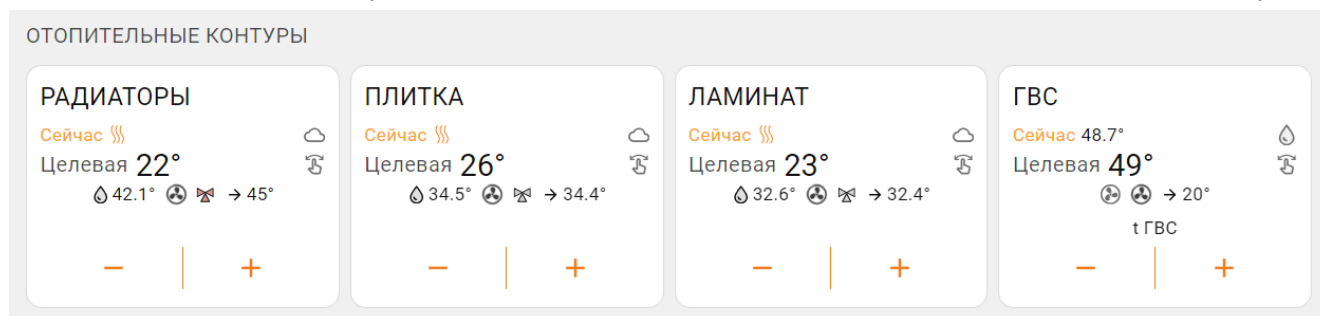 ОТОПИТЕЛЬНЫЕ КОНТУРЫ
РАДИАТОРЫ
Сейчас
Целевая 22°
42.1° → 45°
− +
ПЛИТКА
Сейчас
Целевая 26°
34.5° → 34.4°
− +
ЛАМИНАТ
Сейчас
Целевая 23°
32.6° → 32.4°
− +
ГВС
Сейчас 48.7°
Целевая 49°
→ 20°
t ГВС
− +